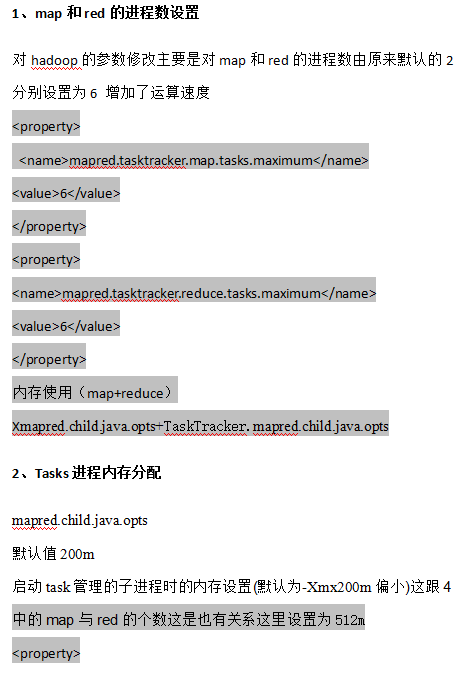 1、map 和 red 的进程数设置
对 hadoop 的参数修改主要是对 map 和 red 的进程数由原来默认的 2
分别设置为 6 增加了运算速度
<property>
<name>mapred.tasktracker.map.tasks.maximum</name>
<value>6</value>
</property>
<property>
<name>mapred.tasktracker.reduce.tasks.maximum</name>
<value>6</value>
</property>
内存使用（map+reduce）
Xmapred.child.java.opts+TaskTracker. mapred.child.java.opts
2、Tasks 进程内存分配
mapred.child.java.opts
默认值 200m
启动 task 管理的子进程时的内存设置(默认为-Xmx200m 偏小)这跟 4
中的 map 与 red 的个数这是也有关系这里设置为 512m
<property>